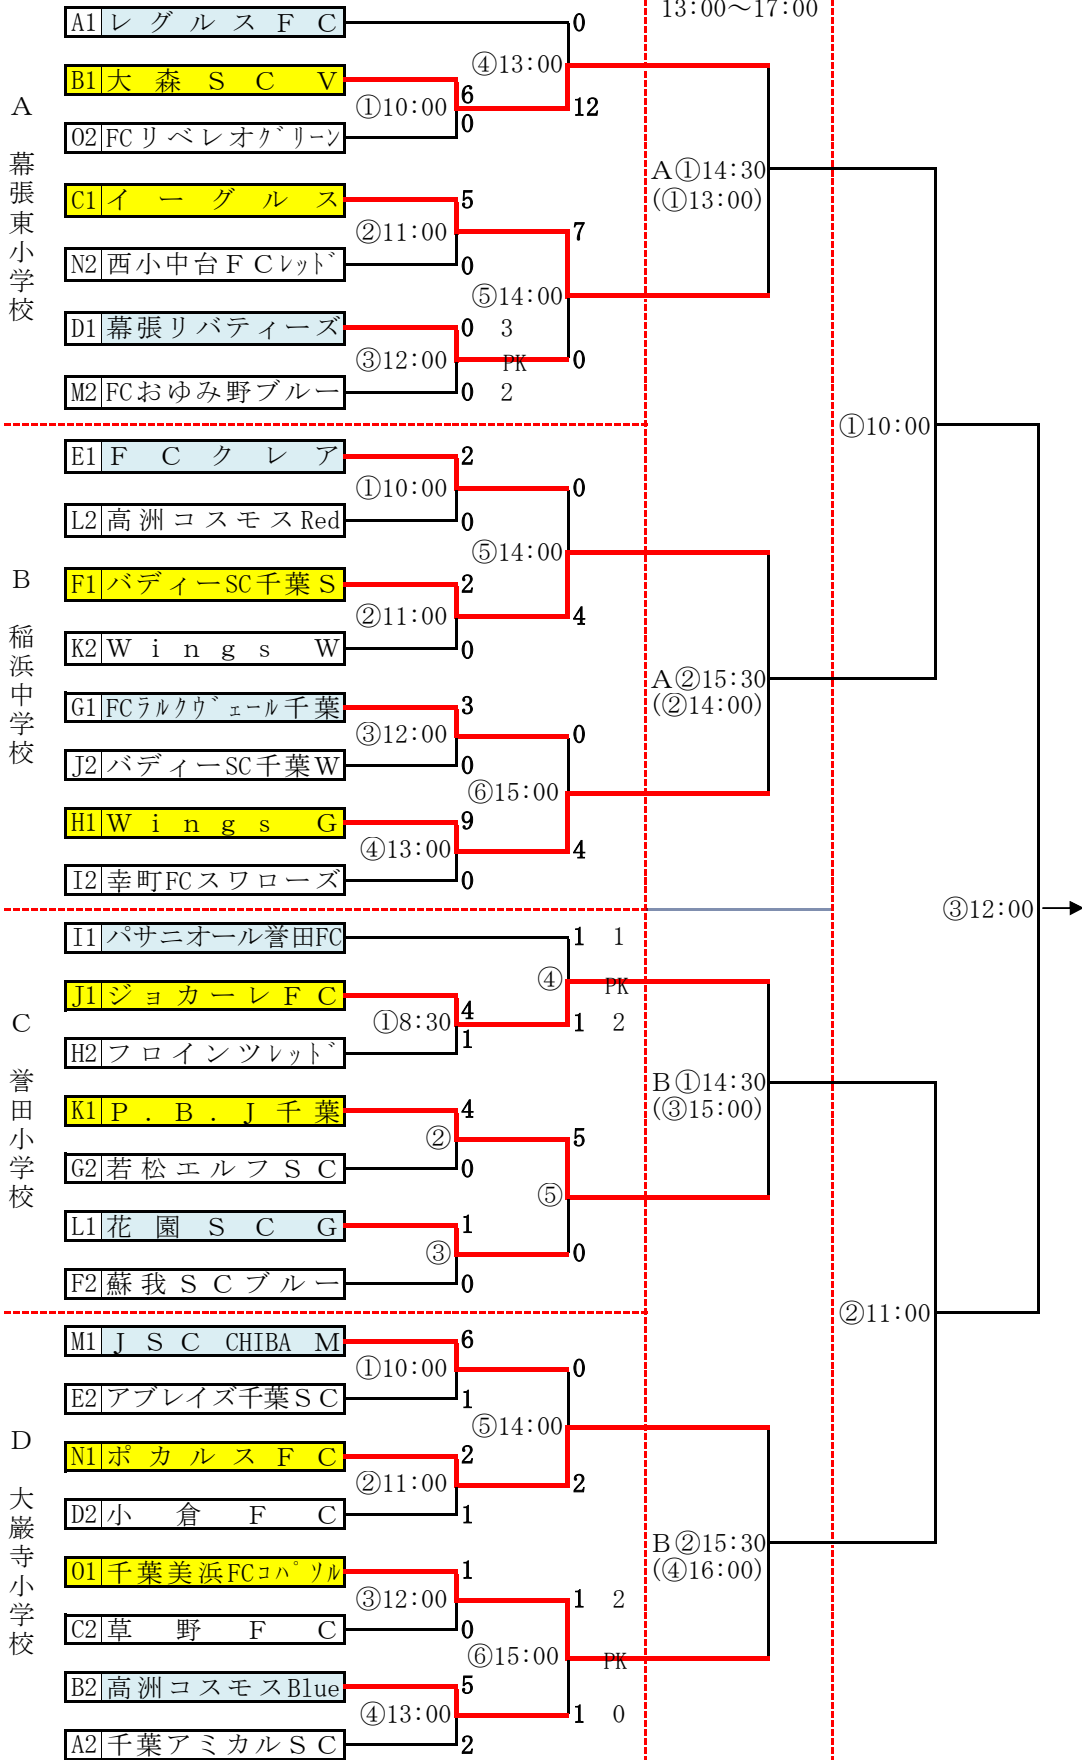 13:00～17:00
A1 レグルスＦＣ 0
④13:00
B1 大森ＳＣＶ 6
①10:00 12
O2 FCリベレオグリーン 0
A 幕張東小学校
A①14:30
(①13:00)
C1 イーグルス 5
②11:00 7
N2 西小中台ＦＣレッド 0
⑤14:00
D1 幕張リバティーズ 0 3
③12:00 PK 0
M2 FCおゆみ野ブルー 0 2
①10:00
E1 ＦＣクレア 2
①10:00 0
L2 高洲コスモスRed 0
⑤14:00
B 稲浜中学校
F1 バディーSC千葉Ｓ 2
②11:00 4
K2 Ｗｉｎｇｓ Ｗ 0
A②15:30
(②14:00)
G1 FCラルクヴェール千葉 3
③12:00 0
J2 バディーSC千葉Ｗ 0
⑥15:00
H1 Ｗｉｎｇｓ Ｇ 9
④13:00 4
I2 幸町FCスワローズ 0
③12:00
I1 パサニオール誉田FC 1 1
④ PK
J1 ジョカーレＦＣ 4
①8:30 1 2
H2 フロインツレッド 1
C 誉田小学校
B①14:30
(③15:00)
K1 Ｐ．Ｂ．Ｊ千葉 4
② 5
G2 若松エルフＳＣ 0
⑤
L1 花園ＳＣＧ 1
③ 0
F2 蘇我ＳＣブルー 0
②11:00
M1 ＪＳＣ CHIBA Ｍ 6
①10:00 0
E2 アブレイズ千葉ＳＣ 1
⑤14:00
D 大巌寺小学校
N1 ポカルスＦＣ 2
②11:00 2
D2 小倉ＦＣ 1
B②15:30
(④16:00)
O1 千葉美浜FCコパソル 1
③12:00 1 2
C2 草野ＦＣ 0
⑥15:00 PK
B2 高洲コスモスBlue 5
④13:00 1 0
A2 千葉アミカルＳＣ 2